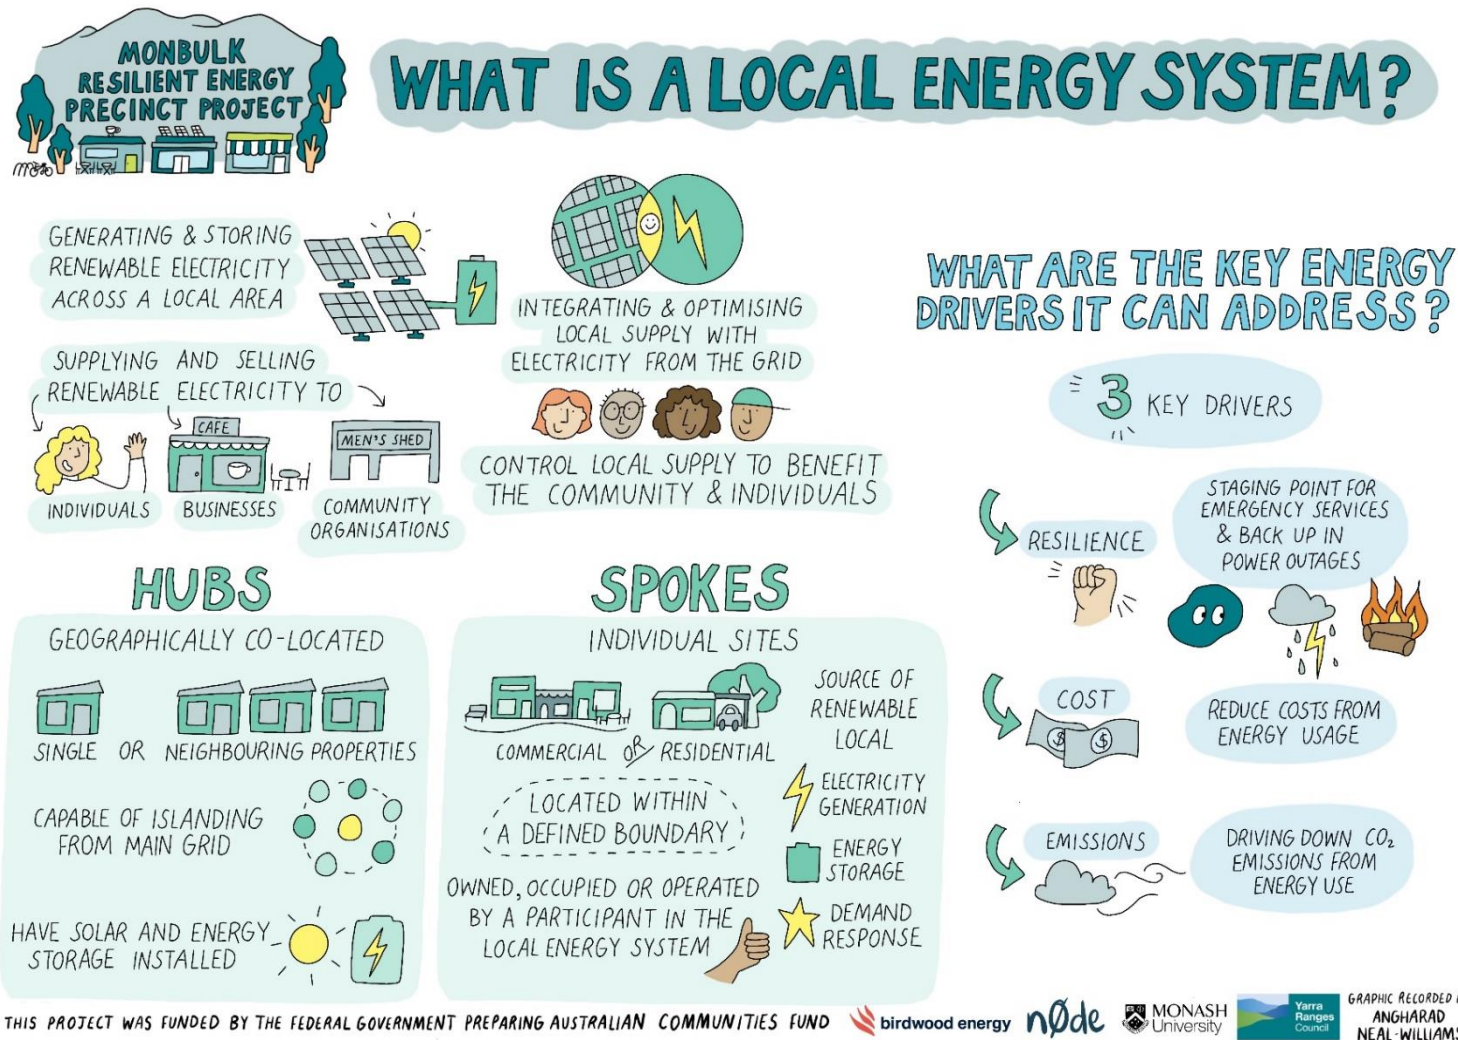 MONBULK
RESILIENT ENERGY
PRECINCT PROJECT
WHAT IS A LOCAL ENERGY SYSTEM?
GENERATING & STORING
RENEWABLE ELECTRICITY
ACROSS A LOCAL AREA
SUPPLYING AND SELLING
RENEWABLE ELECTRICITY TO
CAFE
MEN'S SHED
INDIVIDUALS
BUSINESSES
COMMUNITY
ORGANISATIONS
INTEGRATING & OPTIMISING
LOCAL SUPPLY WITH
ELECTRICITY FROM THE GRID
CONTROL LOCAL SUPPLY TO BENEFIT
THE COMMUNITY & INDIVIDUALS
HUBS
GEOGRAPHICALLY CO-LOCATED
SINGLE OR NEIGHBOURING PROPERTIES
CAPABLE OF ISLANDING
FROM MAIN GRID
HAVE SOLAR AND ENERGY
STORAGE INSTALLED
SPOKES
INDIVIDUAL SITES
COMMERCIAL OR RESIDENTIAL
LOCATED WITHIN
A DEFINED BOUNDARY
OWNED, OCCUPIED OR OPERATED
BY A PARTICIPANT IN THE
LOCAL ENERGY SYSTEM
SOURCE OF
RENEWABLE
LOCAL
ELECTRICITY
GENERATION
ENERGY
STORAGE
DEMAND
RESPONSE
WHAT ARE THE KEY ENERGY
DRIVERS IT CAN ADDRESS?
3 KEY DRIVERS
RESILIENCE
STAGING POINT FOR
EMERGENCY SERVICES
& BACK UP IN
POWER OUTAGES
COST
$ $
REDUCE COSTS FROM
ENERGY USAGE
EMISSIONS
DRIVING DOWN CO₂
EMISSIONS FROM
ENERGY USE
THIS PROJECT WAS FUNDED BY THE FEDERAL GOVERNMENT PREPARING AUSTRALIAN COMMUNITIES FUND
birdwood energy
nØde
MONASH
University
Yarra
Ranges
Council
GRAPHIC RECORDED
ANGHARAD
NEAL-WILLIAMS